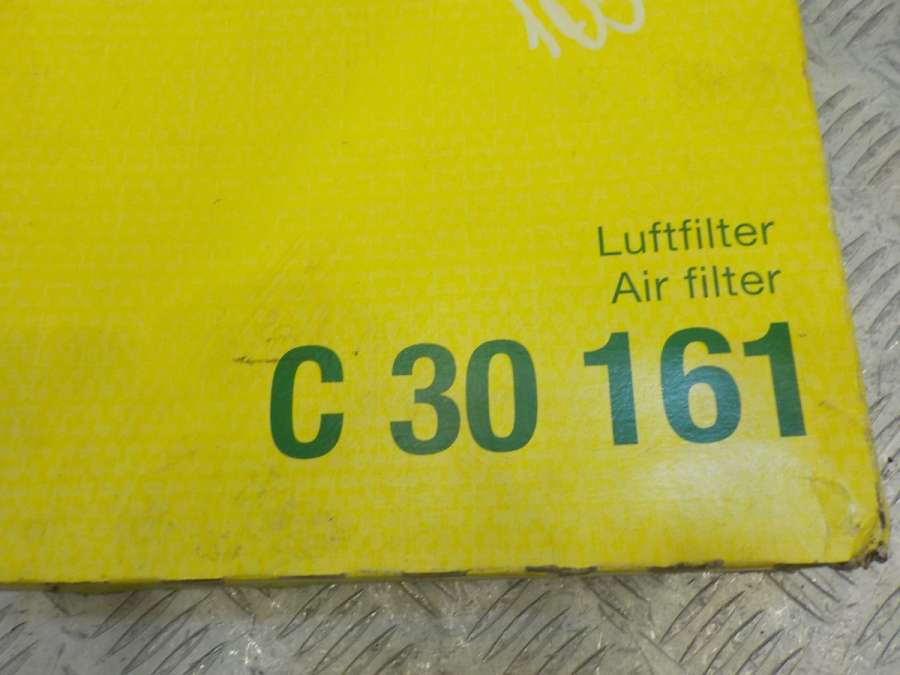 Luftfilter
Air filter
C 30 161